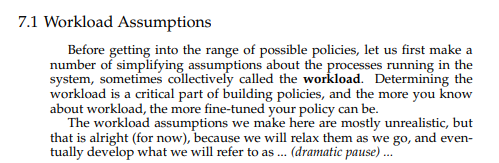 7.1 Workload Assumptions
Before getting into the range of possible policies, let us first make a
number of simplifying assumptions about the processes running in the
system, sometimes collectively called the workload. Determining the
workload is a critical part of building policies, and the more you know
about workload, the more fine-tuned your policy can be.
The workload assumptions we make here are mostly unrealistic, but
that is alright (for now), because we will relax them as we go, and even-
tually develop what we will refer to as ... (dramatic pause) ...